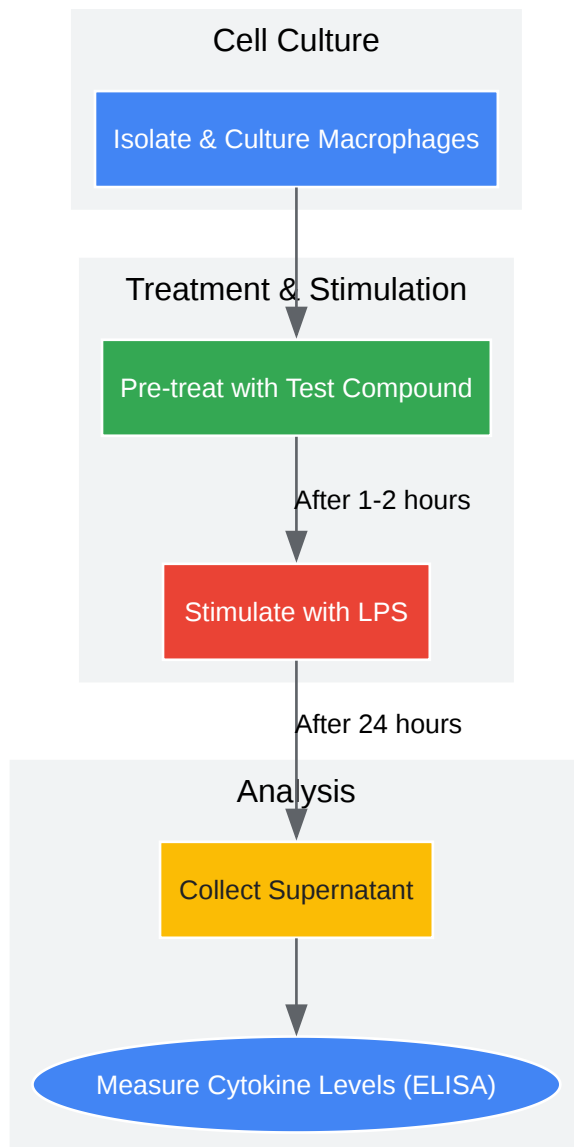 Cell Culture
Isolate & Culture Macrophages
Treatment & Stimulation
Pre-treat with Test Compound
After 1-2 hours
Stimulate with LPS
After 24 hours
Analysis
Collect Supernatant
Measure Cytokine Levels (ELISA)